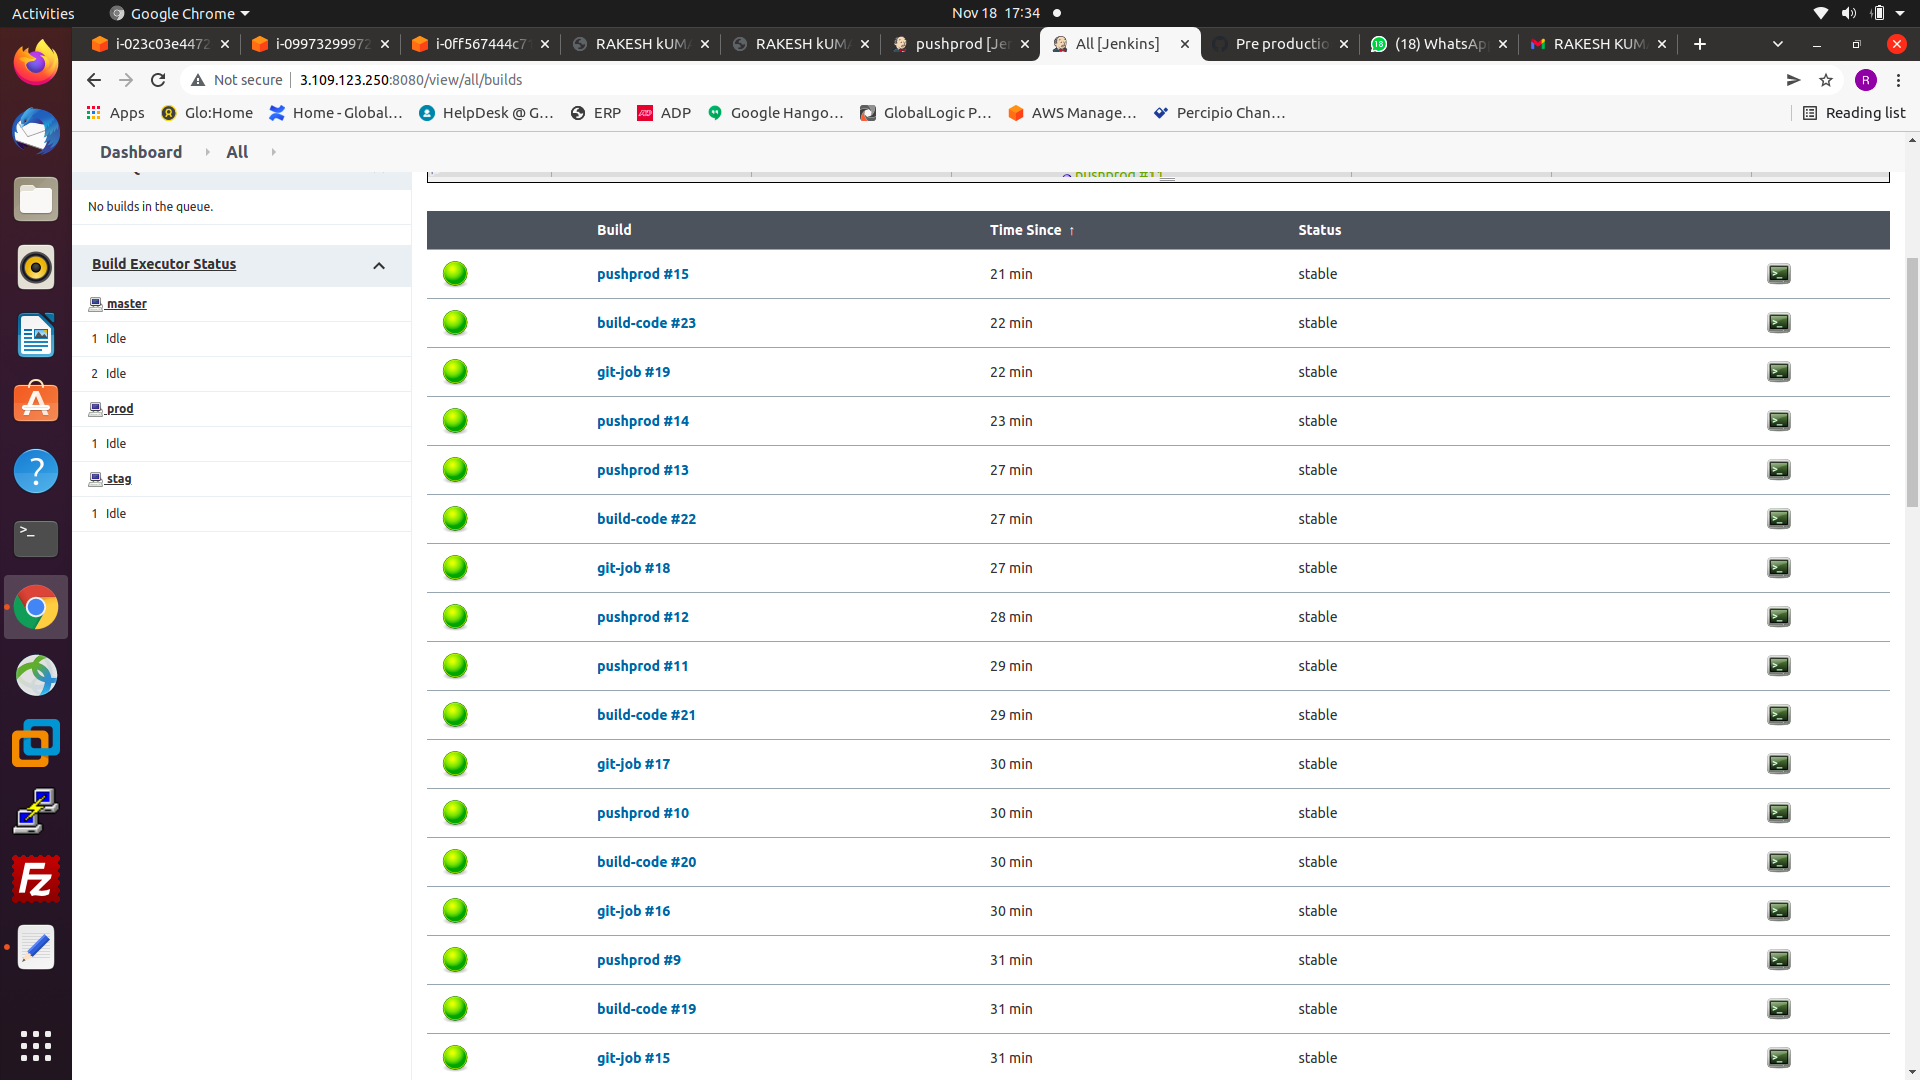 Activities
Google Chrome
Nov 18 17:34
i-023c03e4472
i-09973299972
i-0ff567444c7
RAKESH kUMA
RAKESH kUMA
pushprod [Jen
All [Jenkins]
Pre productio
(18) WhatsApp
RAKESH KUM
Not secure
3.109.123.250:8080/view/all/builds
R
Apps
Glo:Home
Home - Global...
HelpDesk @ G...
ERP
ADP
Google Hango...
GlobalLogic P...
AWS Manage...
Percipio Chan...
Reading list
Dashboard
All
No builds in the queue.
Build Executor Status
master
1 Idle
2 Idle
prod
1 Idle
stag
1 Idle
pushprod #11
Build Time Since ↑ Status
pushprod #15 21 min stable
build-code #23 22 min stable
git-job #19 22 min stable
pushprod #14 23 min stable
pushprod #13 27 min stable
build-code #22 27 min stable
git-job #18 27 min stable
pushprod #12 28 min stable
pushprod #11 29 min stable
build-code #21 29 min stable
git-job #17 30 min stable
pushprod #10 30 min stable
build-code #20 30 min stable
git-job #16 30 min stable
pushprod #9 31 min stable
build-code #19 31 min stable
git-job #15 31 min stable